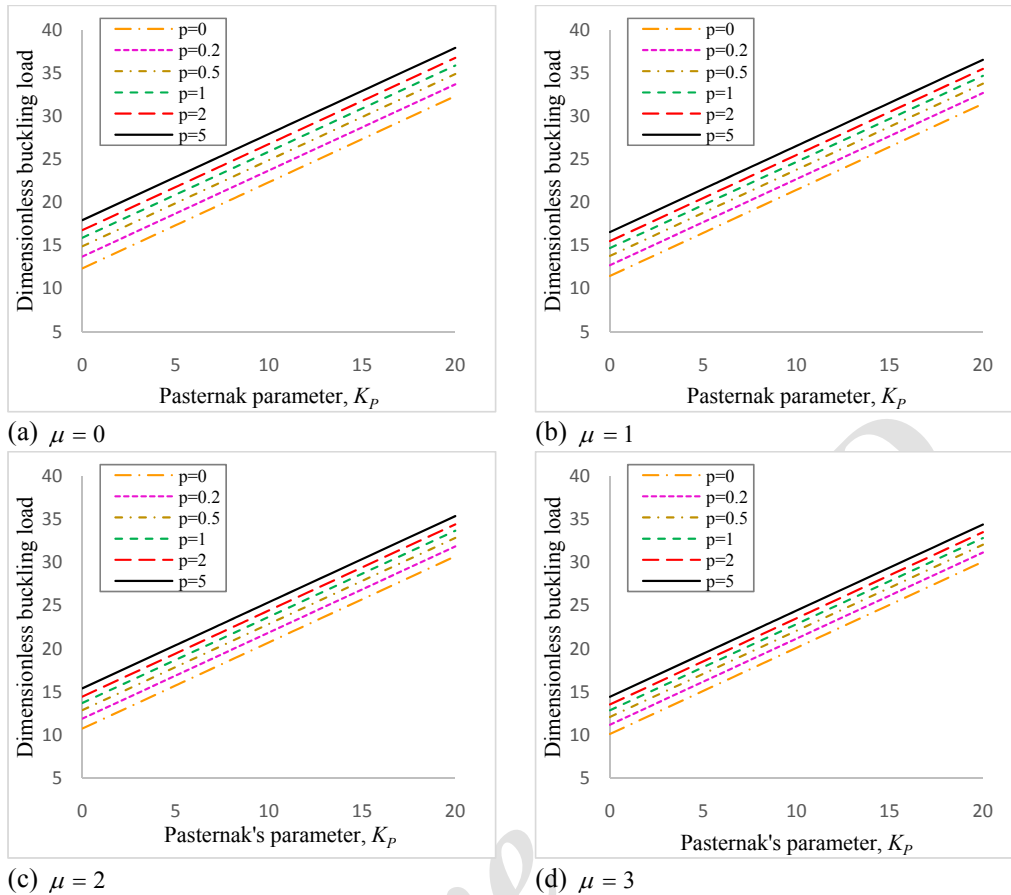 40
35
30
25
20
15
10
5
Dimensionless buckling load
p=0
p=0.2
p=0.5
p=1
p=2
p=5
0 5 10 15 20
Pasternak parameter, K_P
(a) μ = 0
40
35
30
25
20
15
10
5
Dimensionless buckling load
p=0
p=0.2
p=0.5
p=1
p=2
p=5
0 5 10 15 20
Pasternak parameter, K_P
(b) μ = 1
40
35
30
25
20
15
10
5
Dimensionless buckling load
p=0
p=0.2
p=0.5
p=1
p=2
p=5
0 5 10 15 20
Pasternak's parameter, K_P
(c) μ = 2
40
35
30
25
20
15
10
5
Dimensionless buckling load
p=0
p=0.2
p=0.5
p=1
p=2
p=5
0 5 10 15 20
Pasternak's parameter, K_P
(d) μ = 3